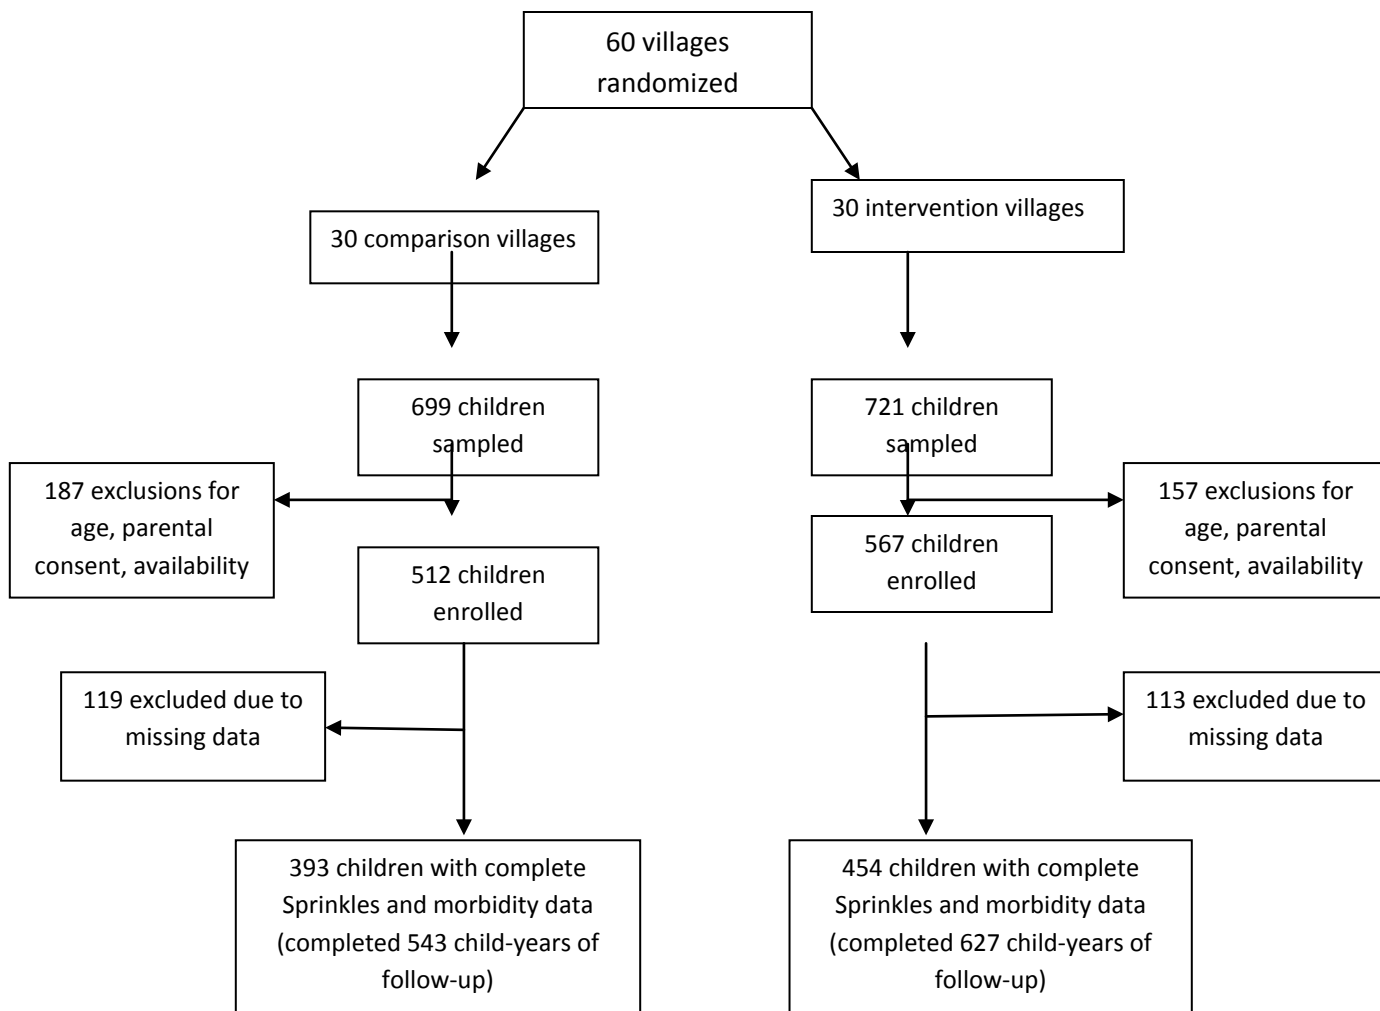 60 villages
randomized
30 comparison villages
30 intervention villages
699 children
sampled
721 children
sampled
187 exclusions for
age, parental
consent, availability
157 exclusions for
age, parental
consent, availability
512 children
enrolled
567 children
enrolled
119 excluded due to
missing data
113 excluded due to
missing data
393 children with complete
Sprinkles and morbidity data
(completed 543 child-years of
follow-up)
454 children with complete
Sprinkles and morbidity data
(completed 627 child-years of
follow-up)